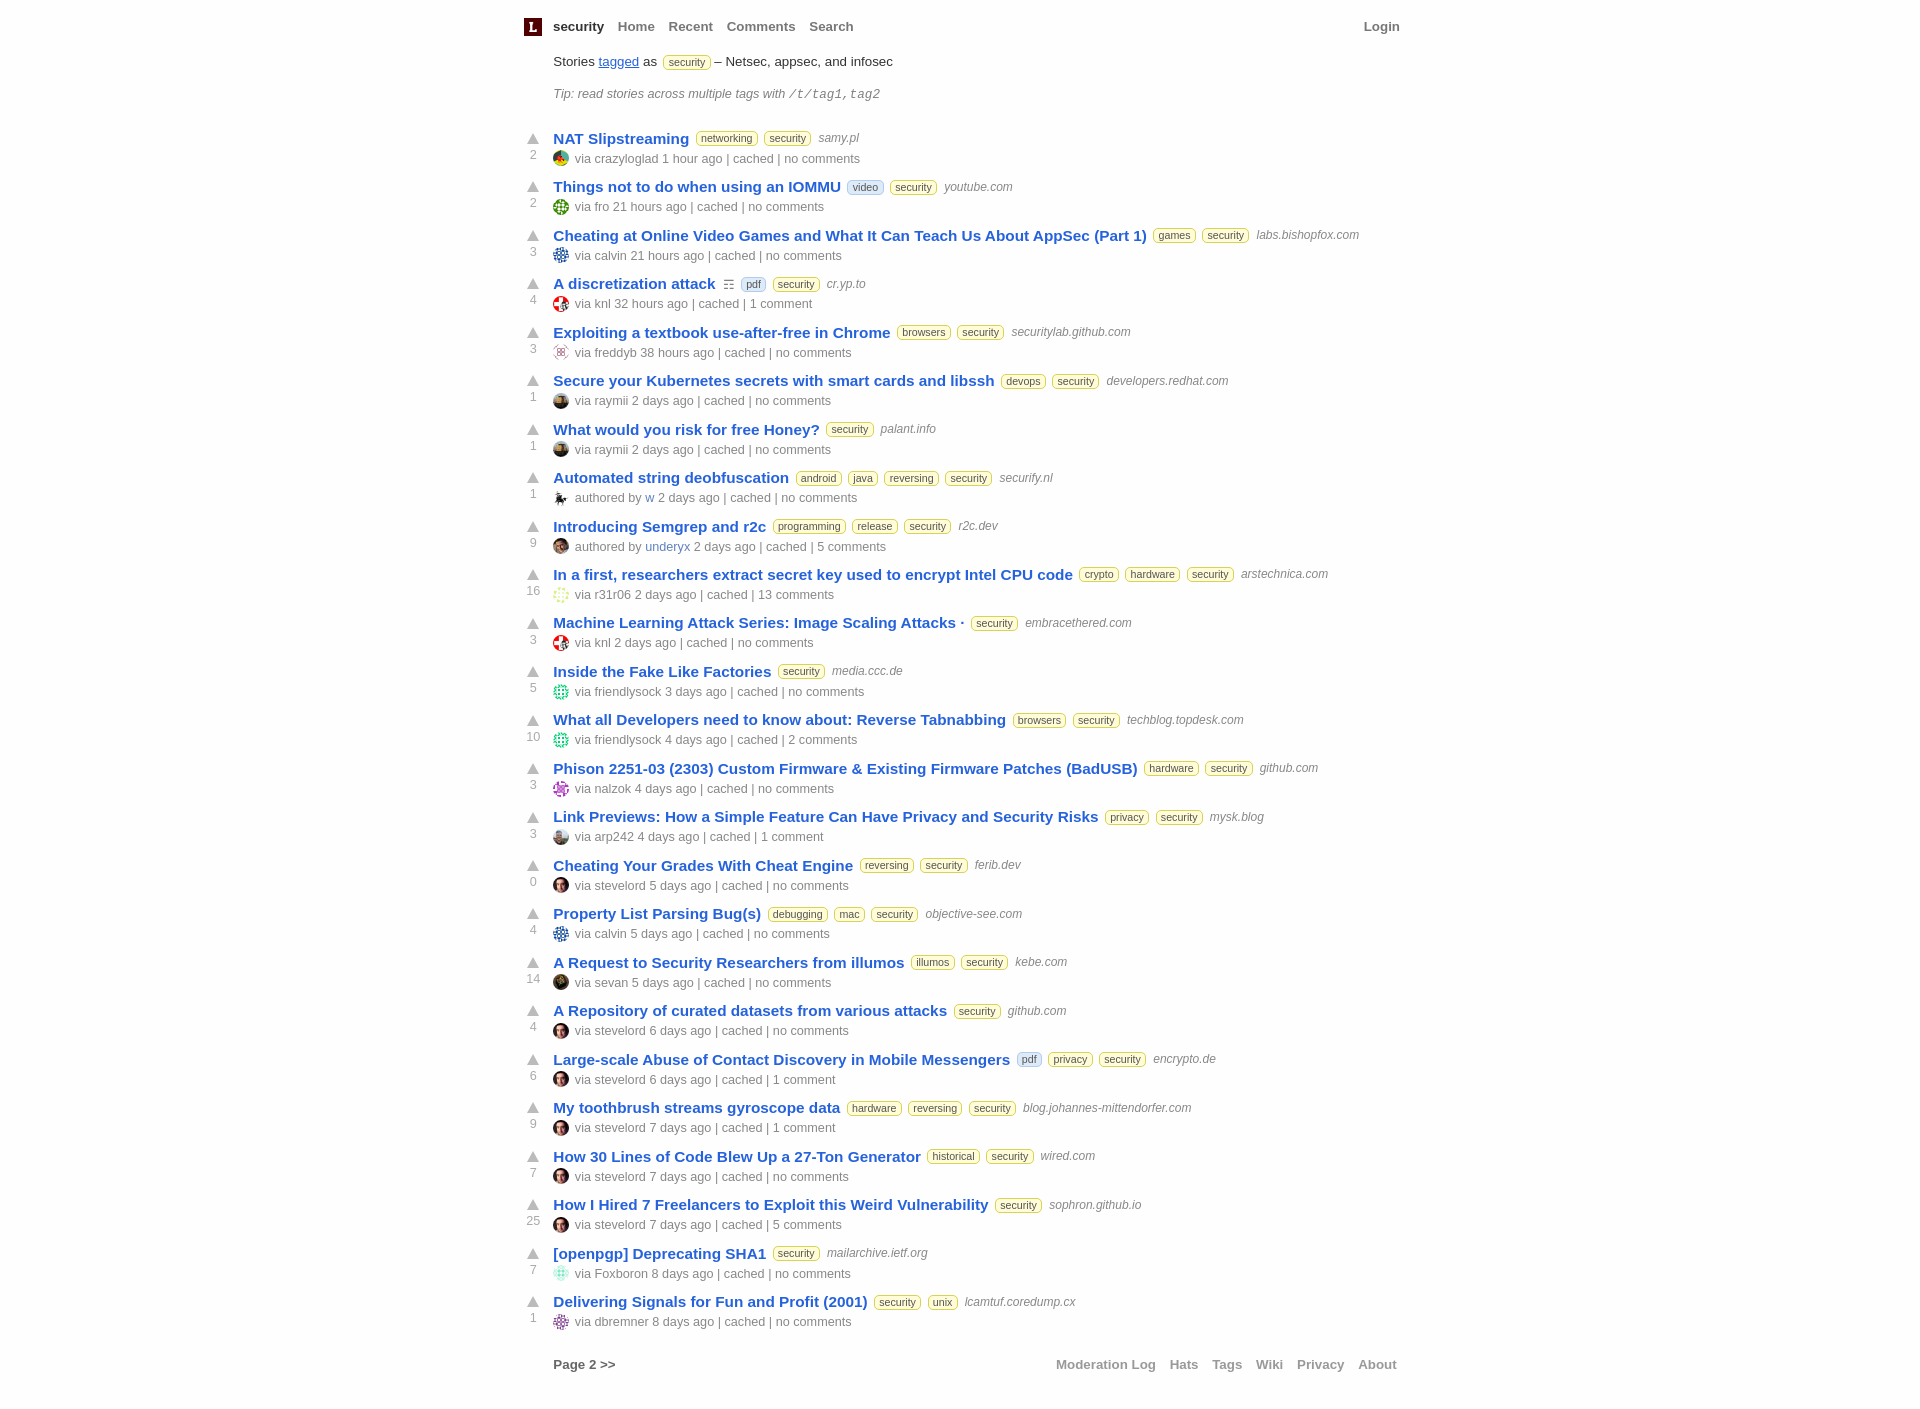 L security Home Recent Comments Search Login
Stories tagged as security – Netsec, appsec, and infosec
Tip: read stories across multiple tags with /t/tag1,tag2
NAT Slipstreaming networking security samy.pl
2 via crazyloglad 1 hour ago | cached | no comments
Things not to do when using an IOMMU video security youtube.com
2 via fro 21 hours ago | cached | no comments
Cheating at Online Video Games and What It Can Teach Us About AppSec (Part 1) games security labs.bishopfox.com
3 via calvin 21 hours ago | cached | no comments
A discretization attack ☶ pdf security cr.yp.to
4 via knl 32 hours ago | cached | 1 comment
Exploiting a textbook use-after-free in Chrome browsers security securitylab.github.com
3 via freddyb 38 hours ago | cached | no comments
Secure your Kubernetes secrets with smart cards and libssh devops security developers.redhat.com
1 via raymii 2 days ago | cached | no comments
What would you risk for free Honey? security palant.info
1 via raymii 2 days ago | cached | no comments
Automated string deobfuscation android java reversing security securify.nl
1 authored by w 2 days ago | cached | no comments
Introducing Semgrep and r2c programming release security r2c.dev
9 authored by underyx 2 days ago | cached | 5 comments
In a first, researchers extract secret key used to encrypt Intel CPU code crypto hardware security arstechnica.com
16 via r31r06 2 days ago | cached | 13 comments
Machine Learning Attack Series: Image Scaling Attacks · security embracethered.com
3 via knl 2 days ago | cached | no comments
Inside the Fake Like Factories security media.ccc.de
5 via friendlysock 3 days ago | cached | no comments
What all Developers need to know about: Reverse Tabnabbing browsers security techblog.topdesk.com
10 via friendlysock 4 days ago | cached | 2 comments
Phison 2251-03 (2303) Custom Firmware & Existing Firmware Patches (BadUSB) hardware security github.com
3 via nalzok 4 days ago | cached | no comments
Link Previews: How a Simple Feature Can Have Privacy and Security Risks privacy security mysk.blog
3 via arp242 4 days ago | cached | 1 comment
Cheating Your Grades With Cheat Engine reversing security ferib.dev
0 via stevelord 5 days ago | cached | no comments
Property List Parsing Bug(s) debugging mac security objective-see.com
4 via calvin 5 days ago | cached | no comments
A Request to Security Researchers from illumos illumos security kebe.com
14 via sevan 5 days ago | cached | no comments
A Repository of curated datasets from various attacks security github.com
4 via stevelord 6 days ago | cached | no comments
Large-scale Abuse of Contact Discovery in Mobile Messengers pdf privacy security encrypto.de
6 via stevelord 6 days ago | cached | 1 comment
My toothbrush streams gyroscope data hardware reversing security blog.johannes-mittendorfer.com
9 via stevelord 7 days ago | cached | 1 comment
How 30 Lines of Code Blew Up a 27-Ton Generator historical security wired.com
7 via stevelord 7 days ago | cached | no comments
How I Hired 7 Freelancers to Exploit this Weird Vulnerability security sophron.github.io
25 via stevelord 7 days ago | cached | 5 comments
[openpgp] Deprecating SHA1 security mailarchive.ietf.org
7 via Foxboron 8 days ago | cached | no comments
Delivering Signals for Fun and Profit (2001) security unix lcamtuf.coredump.cx
1 via dbremner 8 days ago | cached | no comments
Page 2 >> Moderation Log Hats Tags Wiki Privacy About